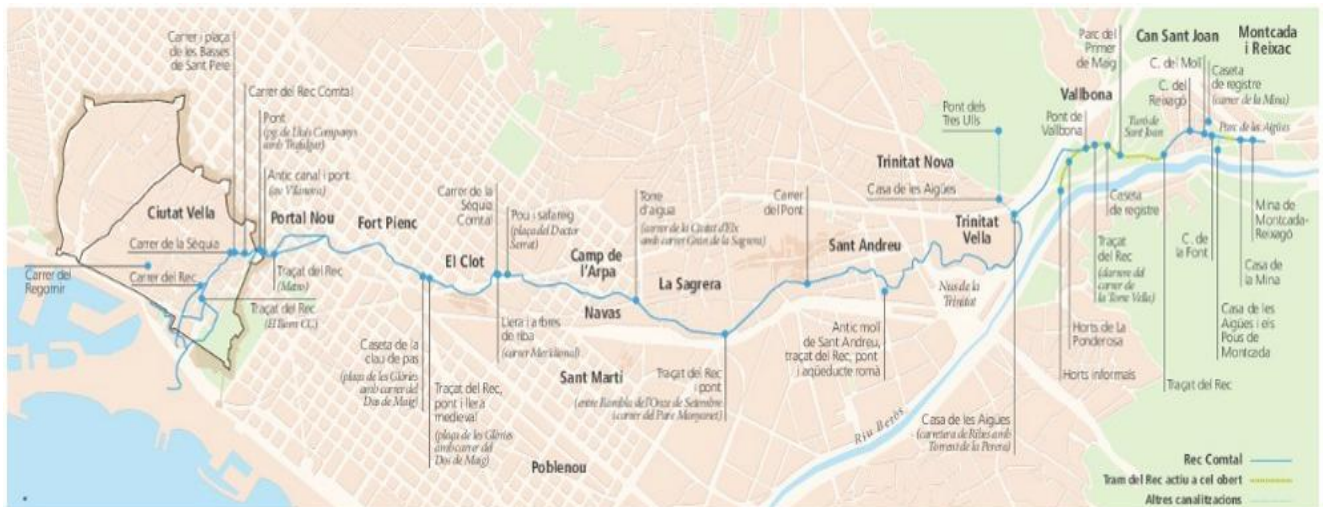 Carrer i plaça
de les Basses
de Sant Pere
Carrer del Rec Comtal
Pont
(pg. de Lluís Companys
amb Trafalgar)
Antic canal i pont
(av. Vilanova)
Ciutat Vella
Portal Nou
Fort Pienc
Carrer de la Sèquia
Carrer del
Regomir
Carrer del Rec
Traçat del Rec
(Mans)
Traçat del Rec
(El Born CC)
El Clot
Carrer de la
Sèquia
Comtal
Pou i safareig
(plaça del Doctor
Serrat)
Caseta de la
clau de pas
(plaça de les Glòries
amb carrer del
Dos de Maig)
Traçat del Rec,
pont i llera
medieval
(plaça de les Glòries
amb carrer del
Dos de Maig)
Llera i arbres
de riba
(carrer Meridional)
Camp de
l'Arpa
Navas
Sant Martí
Poblenou
Torre
d'aigua
(carrer de la Ciutat d'Elx
amb carrer Gran de la Sagrera)
La Sagrera
Traçat del Rec
i pont
(entre Rambla de l'Onze de Setembre
i carrer del Pare Manyanet)
Carrer
del Pont
Sant Andreu
Antic molí
de Sant Andreu,
traçat del Rec, pont
i aqüeducte romà
Nus de la
Trinitat
Trinitat Nova
Casa de les Aigües
Pont dels
Tres Ulls
Trinitat
Vella
Casa de les Aigües
(carretera de Ribes amb
Torrent de la Perera)
Riu Besòs
Vallbona
Pont de
Vallbona
Parc del
Primer
de Maig
Turó de
Sant Joan
Caseta
de registre
Traçat
del Rec
(darrere del
carrer de
la Torre Vella)
Horts de la
Ponderosa
Horts informals
Can Sant Joan
C. del Molí
C. del
Reixagó
Caseta
de registre
(carrer de la Mina)
Montcada
i Reixac
Parc de les Aigües
Mina de
Montcada-
Reixagó
C. de
la Font
Casa de
la Mina
Casa de les
Aigües i els
Pous de
Montcada
Traçat del Rec
Rec Comtal
Tram del Rec actiu a cel obert
Altres canalitzacions